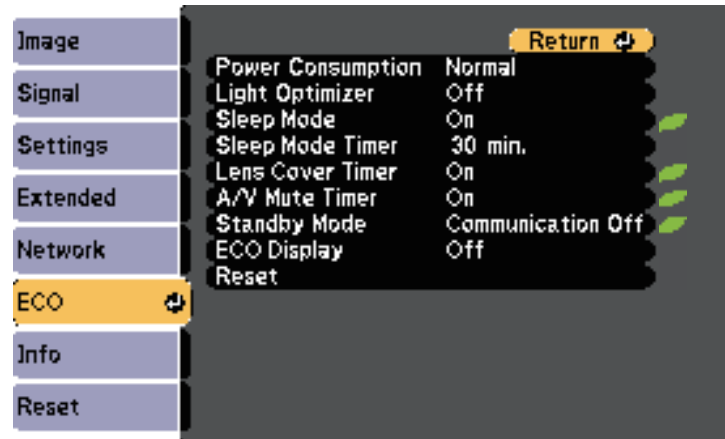 Image
Signal
Settings
Extended
Network
ECO
Info
Reset
Return
Power Consumption Normal
Light Optimizer Off
Sleep Mode On
Sleep Mode Timer 30 min.
Lens Cover Timer On
A/V Mute Timer On
Standby Mode Communication Off
ECO Display Off
Reset